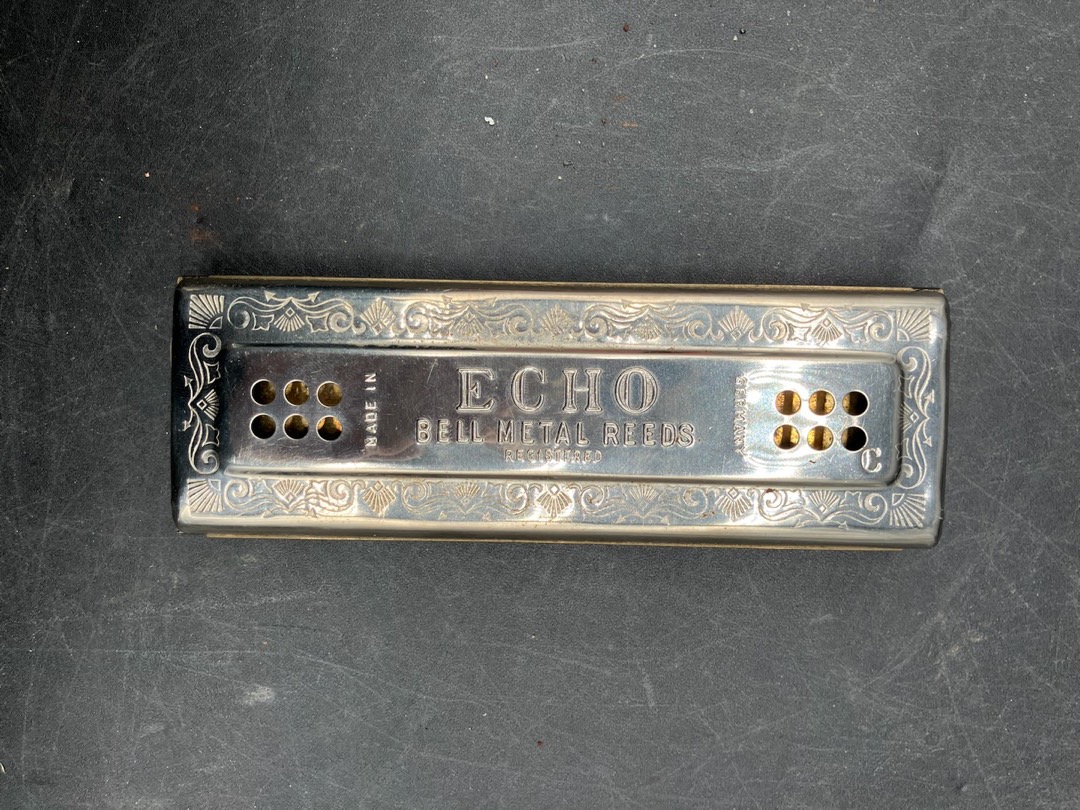 MADE IN
ECHO
BELL METAL REEDS
REGISTERED
GERMANY
C